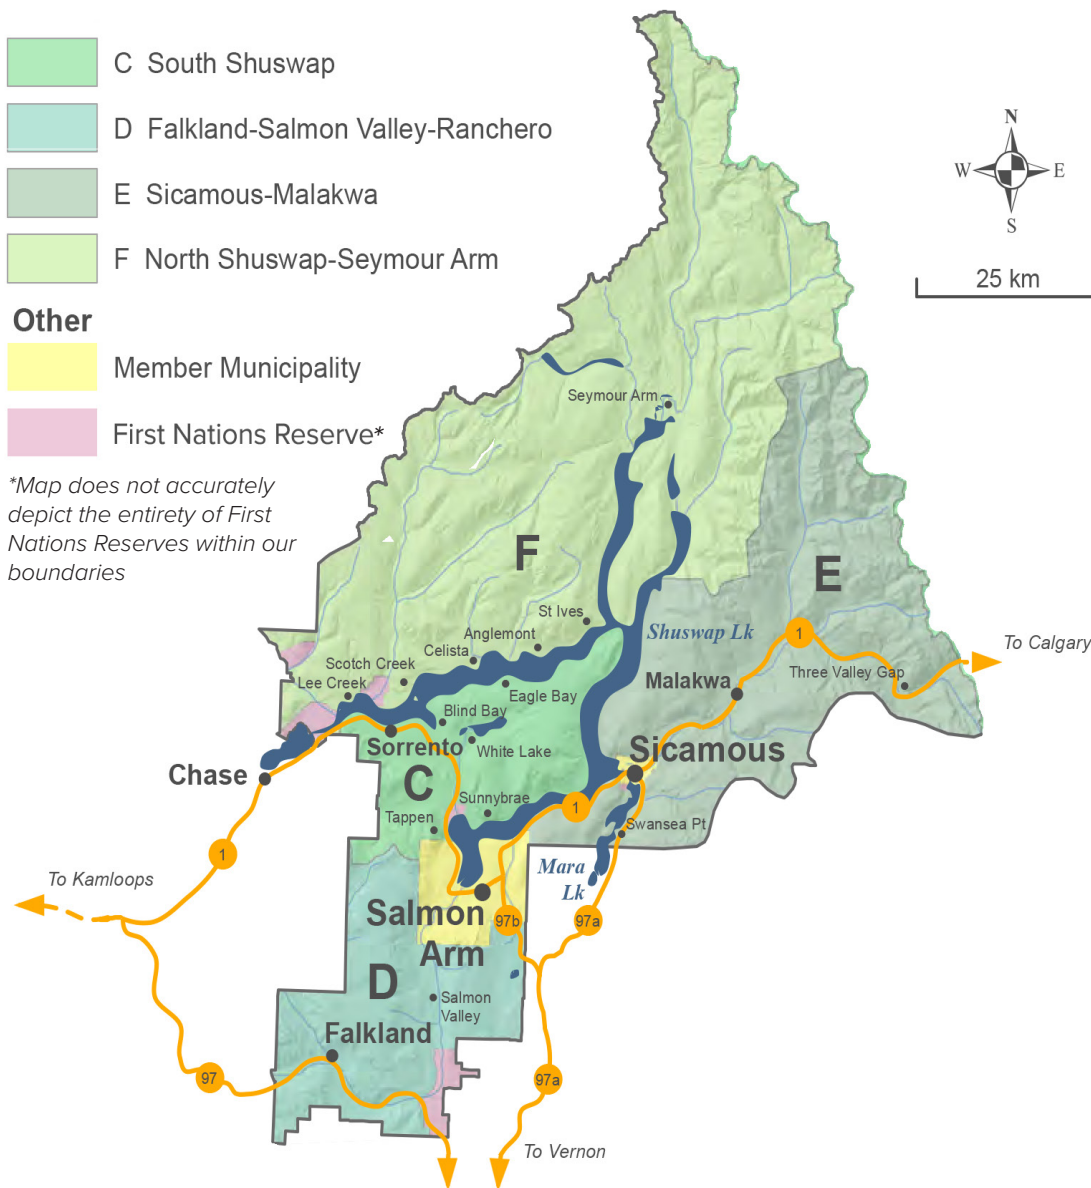 C South Shuswap
D Falkland-Salmon Valley-Ranchero
E Sicamous-Malakwa
F North Shuswap-Seymour Arm
Other
Member Municipality
First Nations Reserve*
*Map does not accurately
depict the entirety of First
Nations Reserves within our
boundaries
N
W E
S
25 km
Seymour Arm
F
E
St Ives
Anglemont
Celista
Shuswap Lk
1
To Calgary
Scotch Creek
Lee Creek
Malakwa
Three Valley Gap
Eagle Bay
Blind Bay
Sorrento
White Lake
Sicamous
Chase
C
Sunnybrae
1
Tappen
Swansea Pt
1
Mara
Lk
To Kamloops
Salmon
Arm
97b
97a
D
Salmon
Valley
Falkland
97
97a
To Vernon